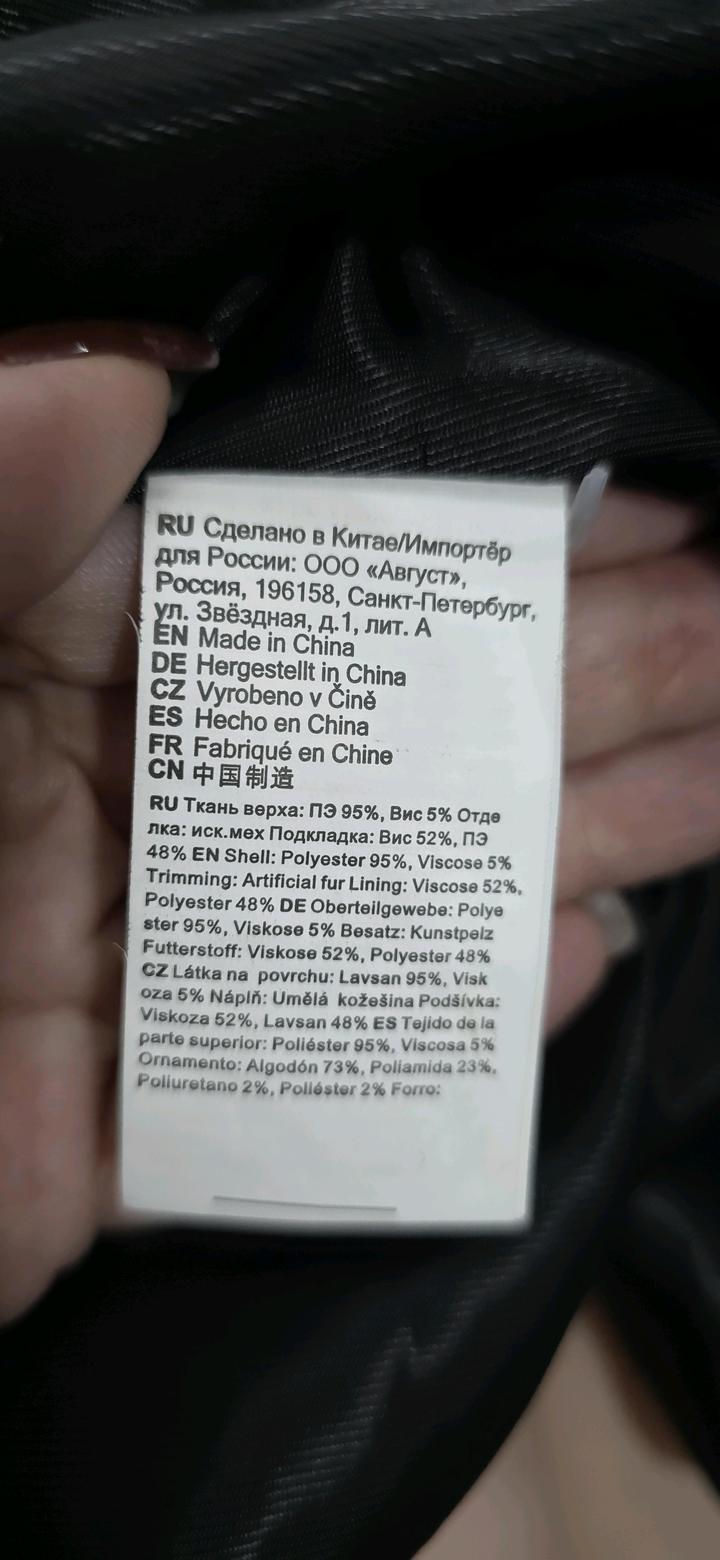 RU Сделано в Китае/Импортёр
для России: ООО «Август»,
Россия, 196158, Санкт-Петербург,
ул. Звёздная, д.1, лит. А
EN Made in China
DE Hergestellt in China
CZ Vyrobeno v Čině
ES Hecho en China
FR Fabriqué en Chine
CN 中国制造
RU Ткань верха: ПЭ 95%, Вис 5% Отде
лка: иск.мех Подкладка: Вис 52%, ПЭ
48% EN Shell: Polyester 95%, Viscose 5%
Trimming: Artificial fur Lining: Viscose 52%,
Polyester 48% DE Oberteilgewebe: Polye
ster 95%, Viskose 5% Besatz: Kunstpelz
Futterstoff: Viskose 52%, Polyester 48%
CZ Látka na povrchu: Lavsan 95%, Visk
oza 5% Náplň: Umělá kožešina Podšívka:
Viskoza 52%, Lavsan 48% ES Tejido de la
parte superior: Poliéster 95%, Viscosa 5%
Ornamento: Algodón 73%, Poliamida 23%,
Poliuretano 2%, Poliéster 2% Forro: